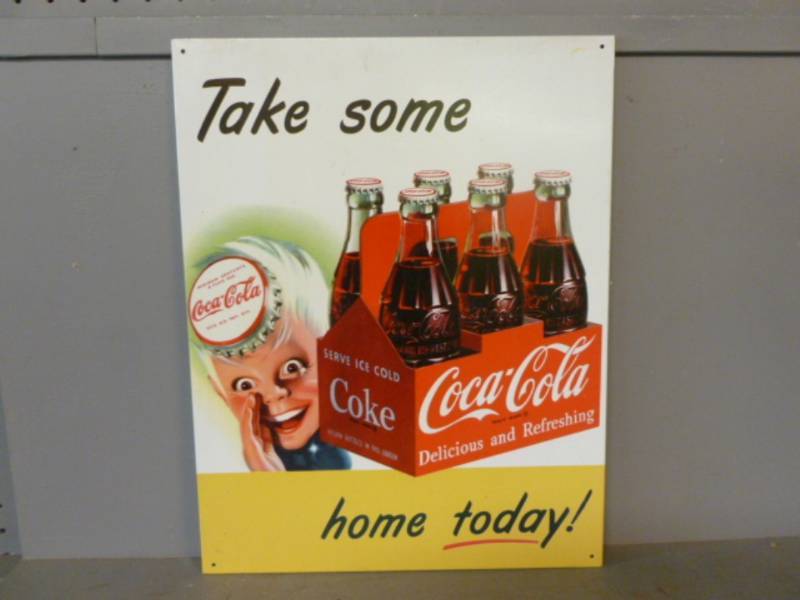 Take some
Coca-Cola
SERVE ICE COLD
Coke
Coca-Cola
Delicious and Refreshing
home today!